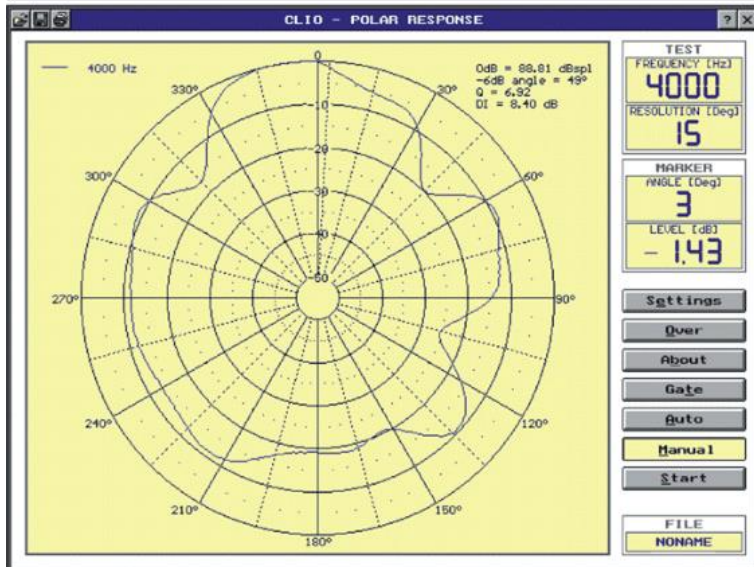 CLIO - POLAR RESPONSE
? X
4000 Hz
0dB = 88.81 dBspl
-6dB angle = 49°
Q = 6.92
DI = 8.40 dB
0
330°
30°
-10
-20
300°
60°
-30
-40
-50
270°
90°
240°
120°
210°
150°
180°
TEST
FREQUENCY [Hz]
4000
RESOLUTION [Deg]
15
MARKER
ANGLE [Deg]
3
LEVEL [dB]
- 1.43
Settings
Over
About
Gate
Auto
Manual
Start
FILE
NONAME